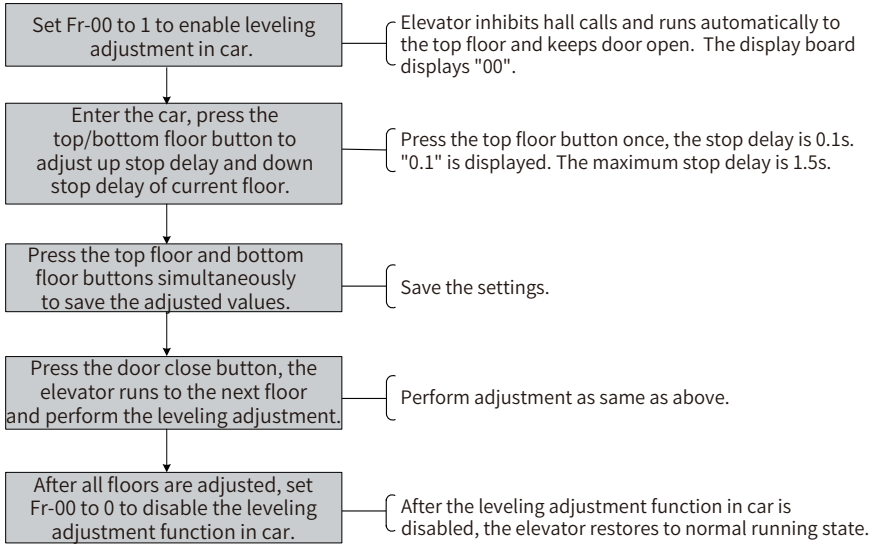 Set Fr-00 to 1 to enable leveling
adjustment in car.
Elevator inhibits hall calls and runs automatically to
the top floor and keeps door open. The display board
displays "00".
Enter the car, press the
top/bottom floor button to
adjust up stop delay and down
stop delay of current floor.
Press the top floor button once, the stop delay is 0.1s.
"0.1" is displayed. The maximum stop delay is 1.5s.
Press the top floor and bottom
floor buttons simultaneously
to save the adjusted values.
Save the settings.
Press the door close button, the
elevator runs to the next floor
and perform the leveling adjustment.
Perform adjustment as same as above.
After all floors are adjusted, set
Fr-00 to 0 to disable the leveling
adjustment function in car.
After the leveling adjustment function in car is
disabled, the elevator restores to normal running state.